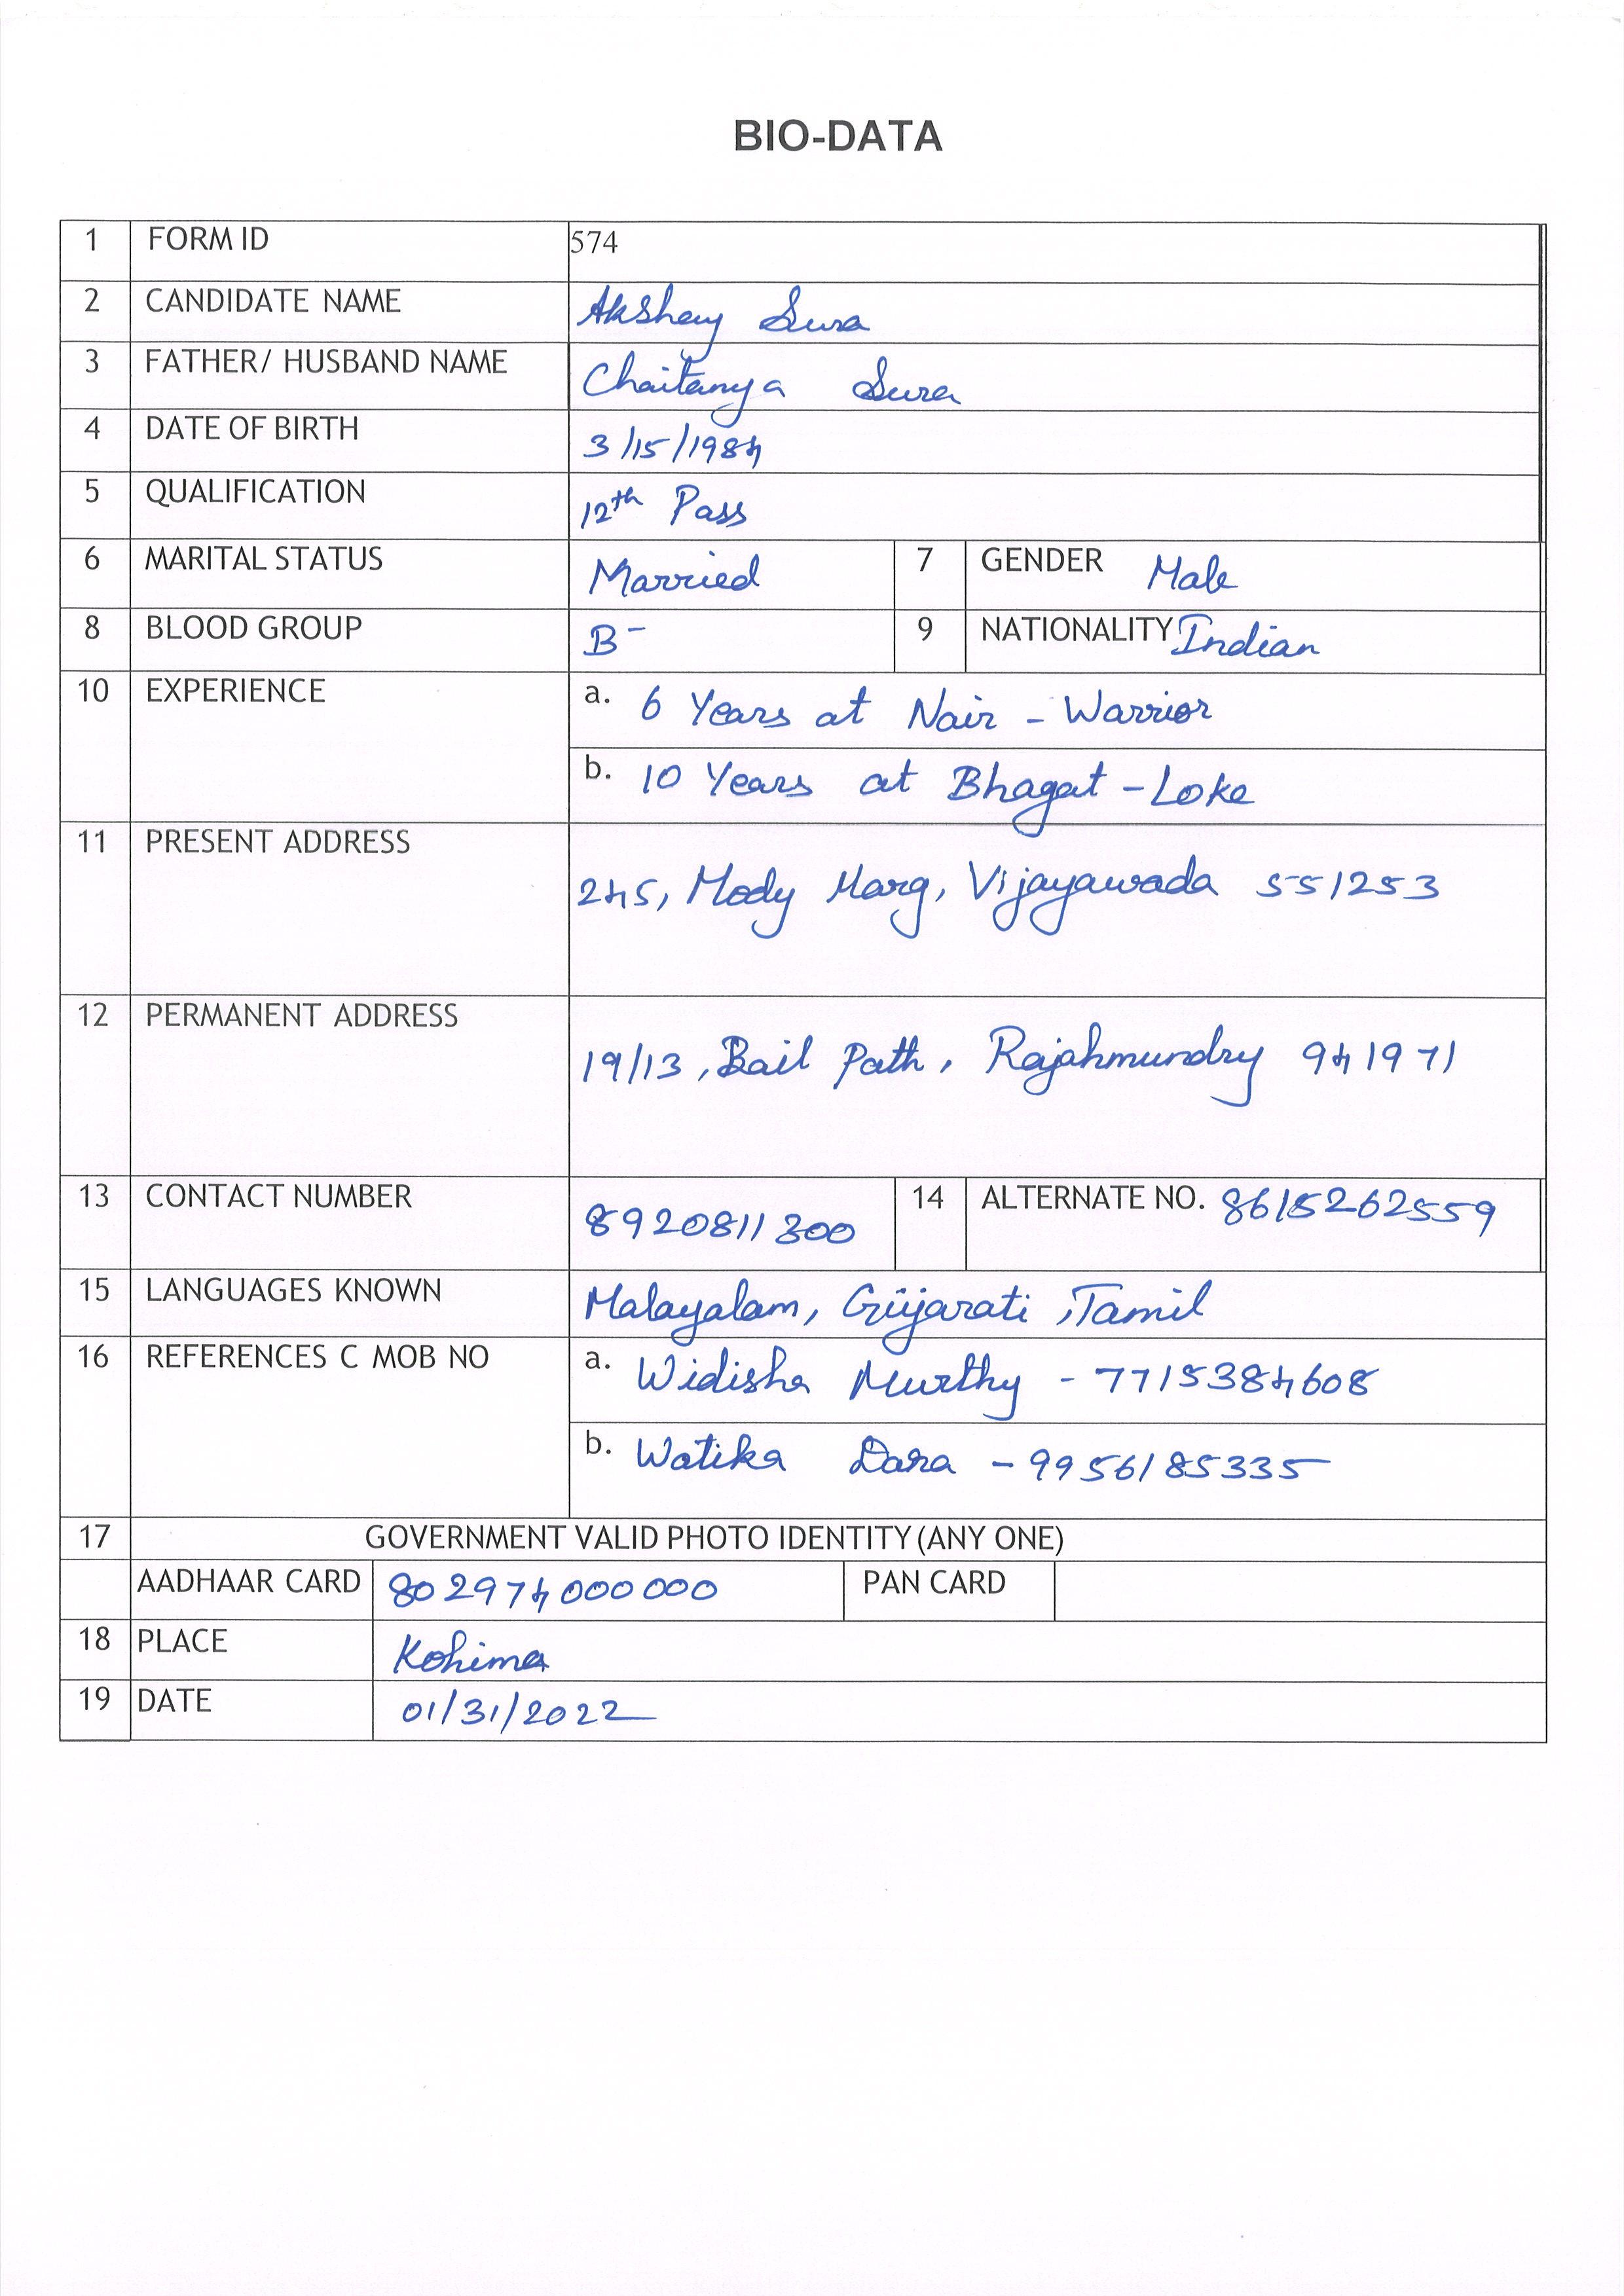 BIO-DATA
1 FORM ID 574
2 CANDIDATE NAME Akshay Sura
3 FATHER/ HUSBAND NAME Chaitanya Sura
4 DATE OF BIRTH 3/15/1984
5 QUALIFICATION 12th Pass
6 MARITAL STATUS Married 7 GENDER Male
8 BLOOD GROUP B- 9 NATIONALITY Indian
10 EXPERIENCE a. 6 Years at Nair - Warrior
b. 10 Years at Bhagat - Loke
11 PRESENT ADDRESS
245, Mody Marg, Vijayawada 551253
12 PERMANENT ADDRESS
19/13, Bail Path, Rajahmundry 941971
13 CONTACT NUMBER 8920811300 14 ALTERNATE NO. 8615262559
15 LANGUAGES KNOWN Malayalam, Gujarati, Tamil
16 REFERENCES C MOB NO a. Widisha Murthy - 7715384608
b. Watika Dara - 9956185335
17 GOVERNMENT VALID PHOTO IDENTITY (ANY ONE)
AADHAAR CARD 802974000000 PAN CARD
18 PLACE Kohima
19 DATE 01/31/2022